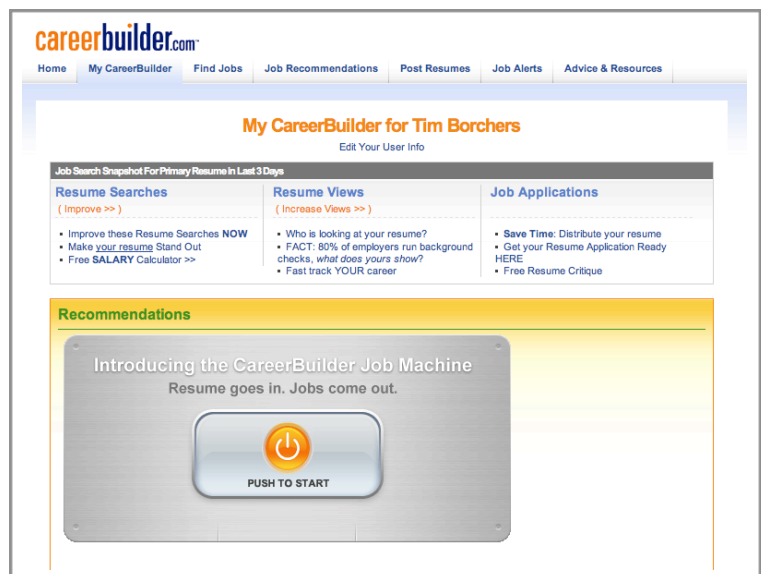 careerbuilder.com
Home My CareerBuilder Find Jobs Job Recommendations Post Resumes Job Alerts Advice & Resources
My CareerBuilder for Tim Borchers
Edit Your User Info
Job Search Snapshot For Primary Resume in Last 3 Days
Resume Searches
( Improve >> )
▪ Improve these Resume Searches NOW
▪ Make your resume Stand Out
▪ Free SALARY Calculator >>
Resume Views
( Increase Views >> )
▪ Who is looking at your resume?
▪ FACT: 80% of employers run background
checks, what does yours show?
▪ Fast track YOUR career
Job Applications
▪ Save Time: Distribute your resume
▪ Get your Resume Application Ready
HERE
▪ Free Resume Critique
Recommendations
Introducing the CareerBuilder Job Machine
Resume goes in. Jobs come out.
PUSH TO START